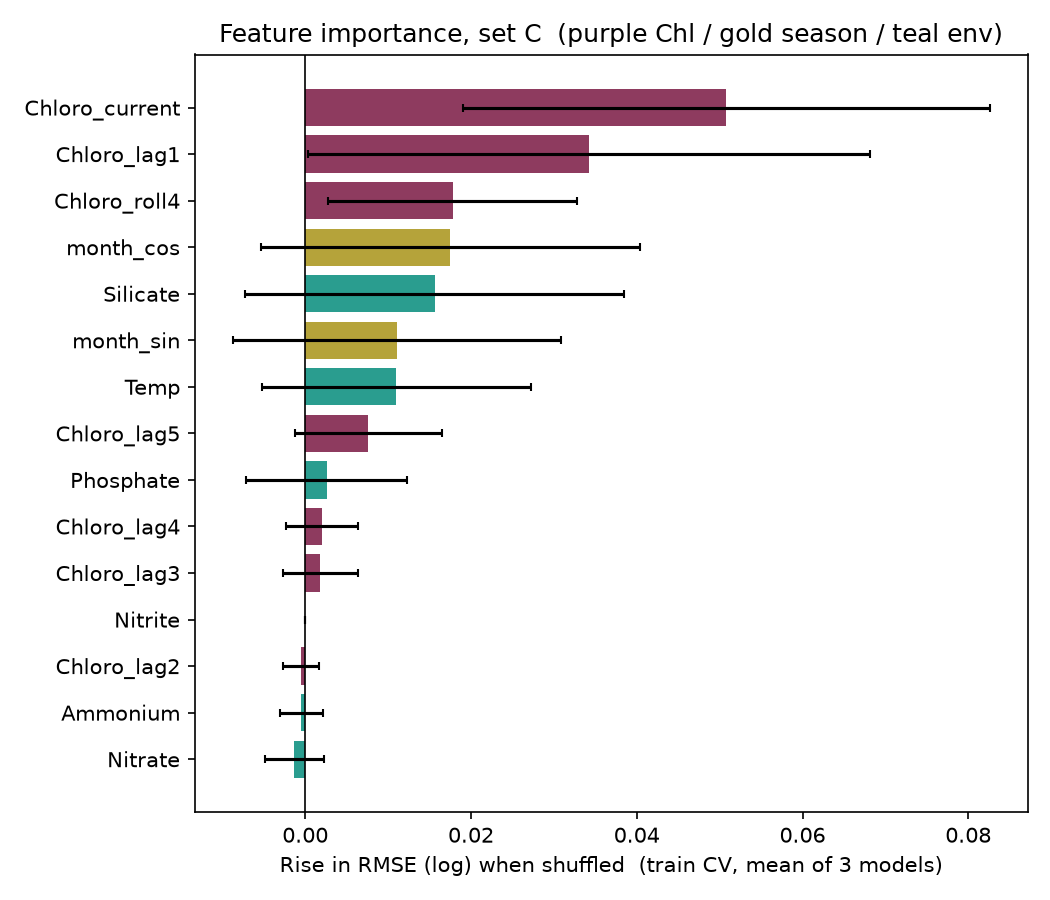 Feature importance, set C  (purple Chl / gold season / teal env)
Chloro_current
Chloro_lag1
Chloro_roll4
month_cos
Silicate
month_sin
Temp
Chloro_lag5
Phosphate
Chloro_lag4
Chloro_lag3
Nitrite
Chloro_lag2
Ammonium
Nitrate
0.00 0.02 0.04 0.06 0.08
Rise in RMSE (log) when shuffled  (train CV, mean of 3 models)